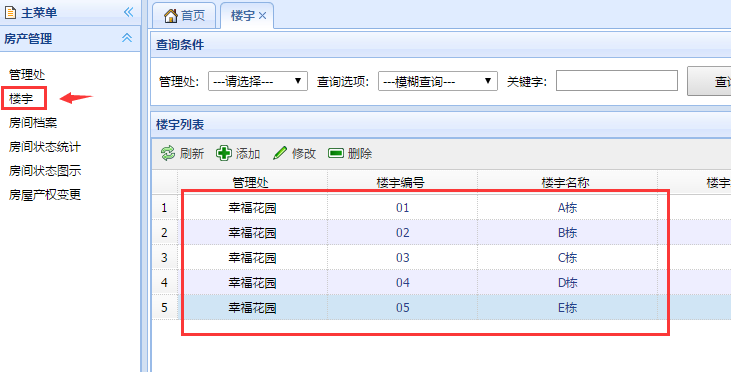 主菜单
房产管理
管理处
楼宇
房间档案
房间状态统计
房间状态图示
房屋产权变更
首页 楼宇
查询条件
管理处: ---请选择--- 查询选项: ---模糊查询--- 关键字:
楼宇列表
刷新 添加 修改 删除
管理处 楼宇编号 楼宇名称 楼宇
1 幸福花园 01 A栋
2 幸福花园 02 B栋
3 幸福花园 03 C栋
4 幸福花园 04 D栋
5 幸福花园 05 E栋